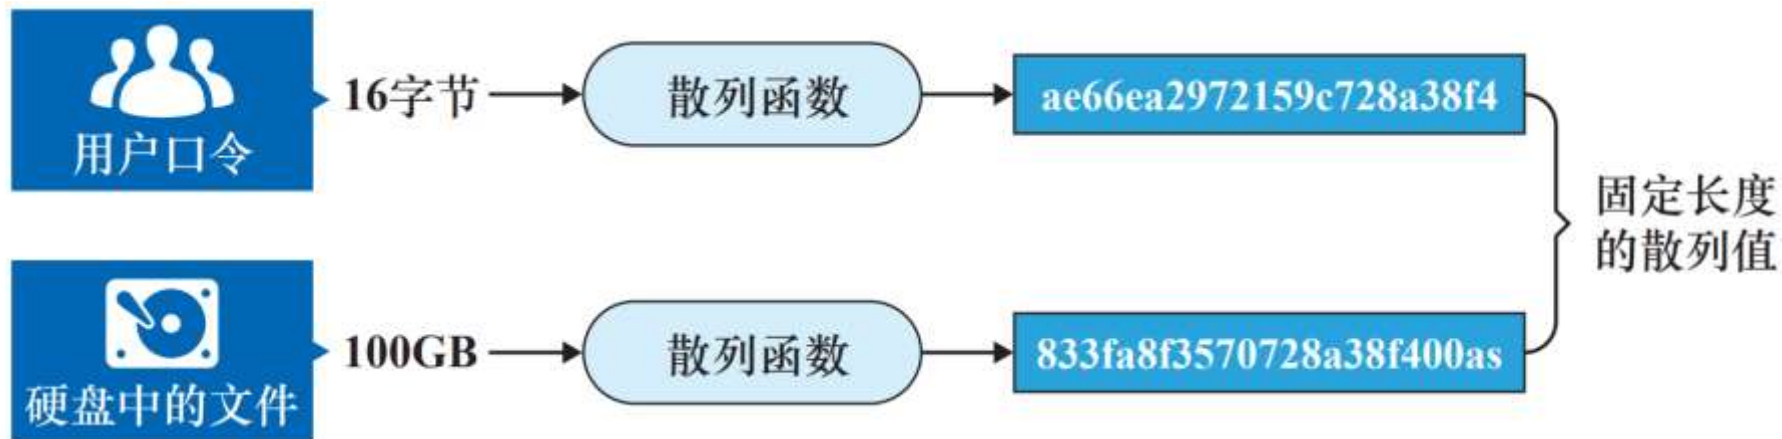 用户口令
16字节
散列函数
ae66ea2972159c728a38f4
固定长度
的散列值
硬盘中的文件
100GB
散列函数
833fa8f3570728a38f400as